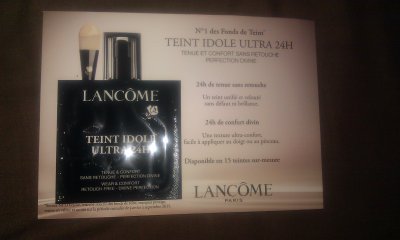 N°1 des Fonds de Teint*
TEINT IDOLE ULTRA 24H
TENUE ET CONFORT SANS RETOUCHE
PERFECTION DIVINE
24h de tenue sans retouche
Un teint unifié et velouté
sans défaut ni brillance.
24h de confort divin
Une texture ultra-confort,
facile à appliquer au doigt ou au pinceau.
Disponible en 15 teintes sur-mesure
LANCÔME
PARIS
LANCÔME
TEINT IDOLE
ULTRA 24H
TENUE & CONFORT
SANS RETOUCHE - PERFECTION DIVINE
WEAR & COMFORT
RETOUCH FREE - DIVINE PERFECTION